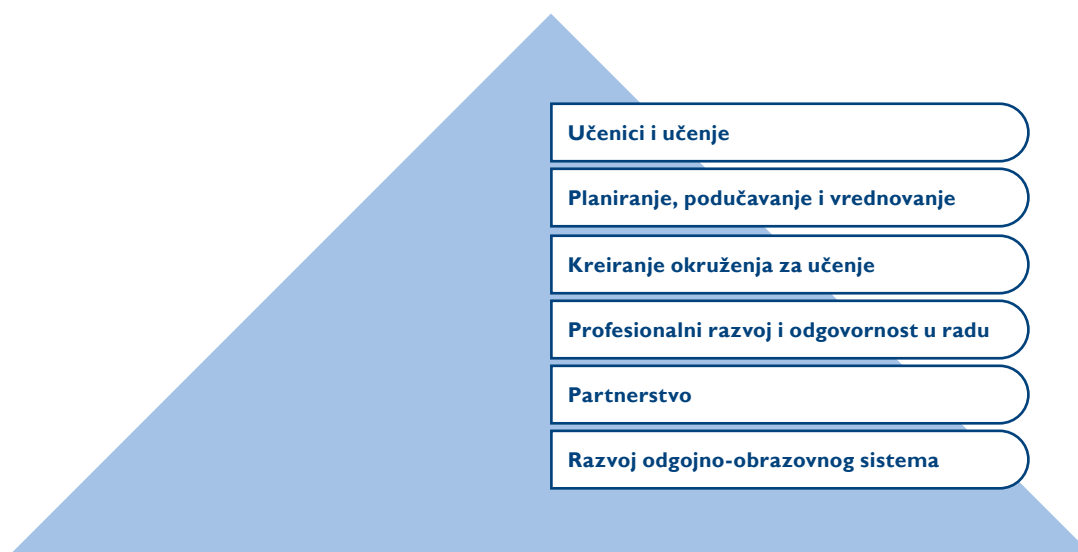 Učenici i učenje
Planiranje, podučavanje i vrednovanje
Kreiranje okruženja za učenje
Profesionalni razvoj i odgovornost u radu
Partnerstvo
Razvoj odgojno-obrazovnog sistema